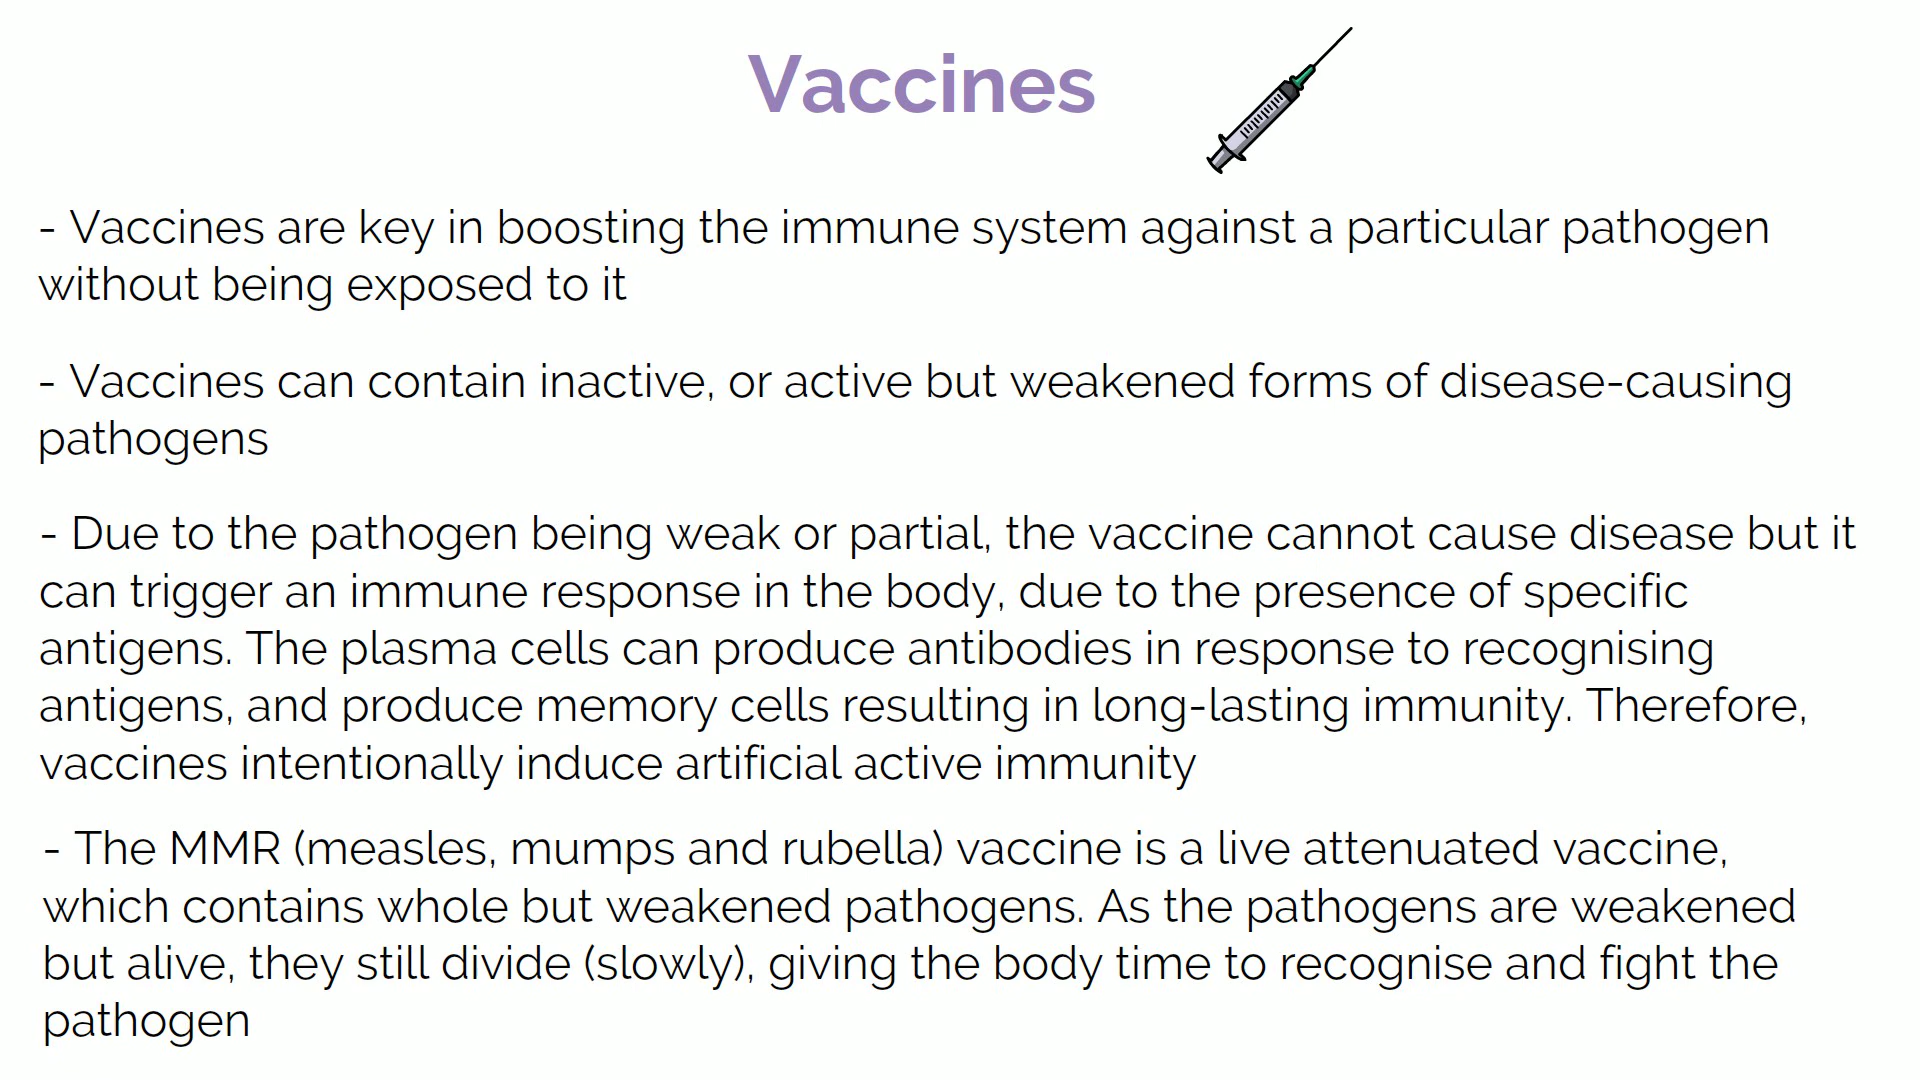 Vaccines
- Vaccines are key in boosting the immune system against a particular pathogen
without being exposed to it
- Vaccines can contain inactive, or active but weakened forms of disease-causing
pathogens
- Due to the pathogen being weak or partial, the vaccine cannot cause disease but it
can trigger an immune response in the body, due to the presence of specific
antigens. The plasma cells can produce antibodies in response to recognising
antigens, and produce memory cells resulting in long-lasting immunity. Therefore,
vaccines intentionally induce artificial active immunity
- The MMR (measles, mumps and rubella) vaccine is a live attenuated vaccine,
which contains whole but weakened pathogens. As the pathogens are weakened
but alive, they still divide (slowly), giving the body time to recognise and fight the
pathogen